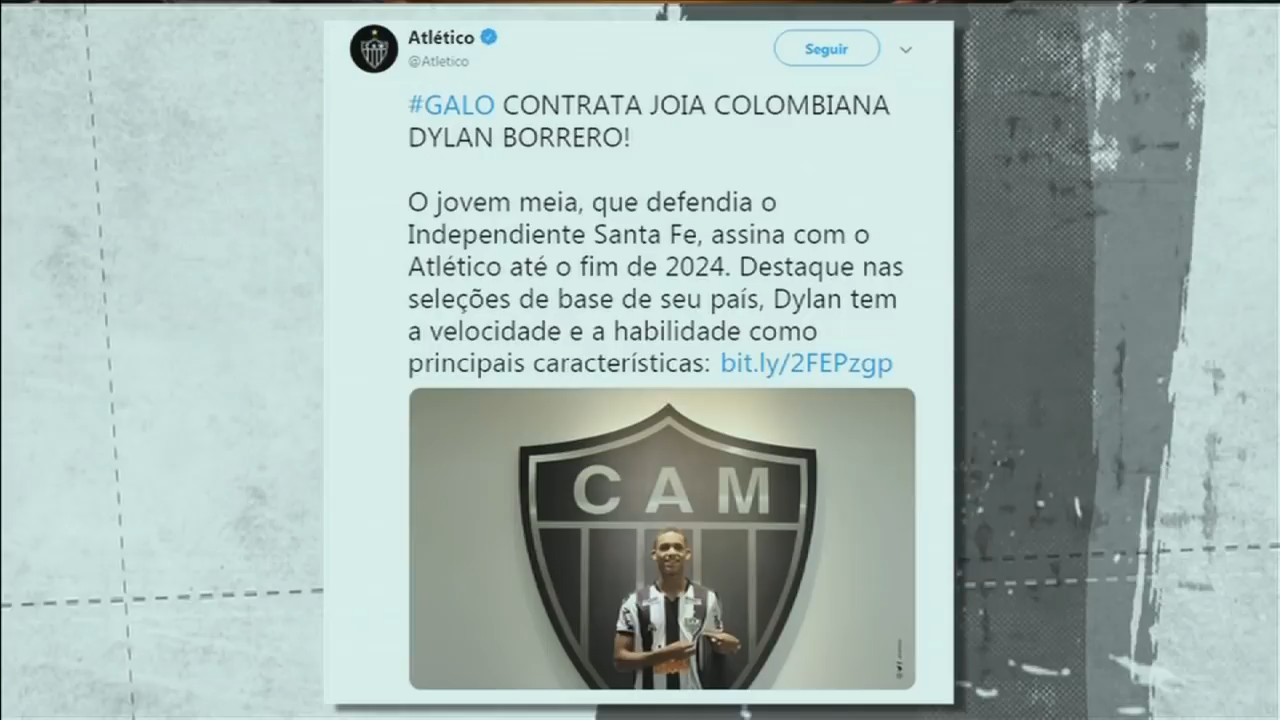 Atlético
@Atletico
Seguir
#GALO CONTRATA JOIA COLOMBIANA
DYLAN BORRERO!
O jovem meia, que defendia o
Independiente Santa Fe, assina com o
Atlético até o fim de 2024. Destaque nas
seleções de base de seu país, Dylan tem
a velocidade e a habilidade como
principais características: bit.ly/2FEPzgp
CAM
CAM